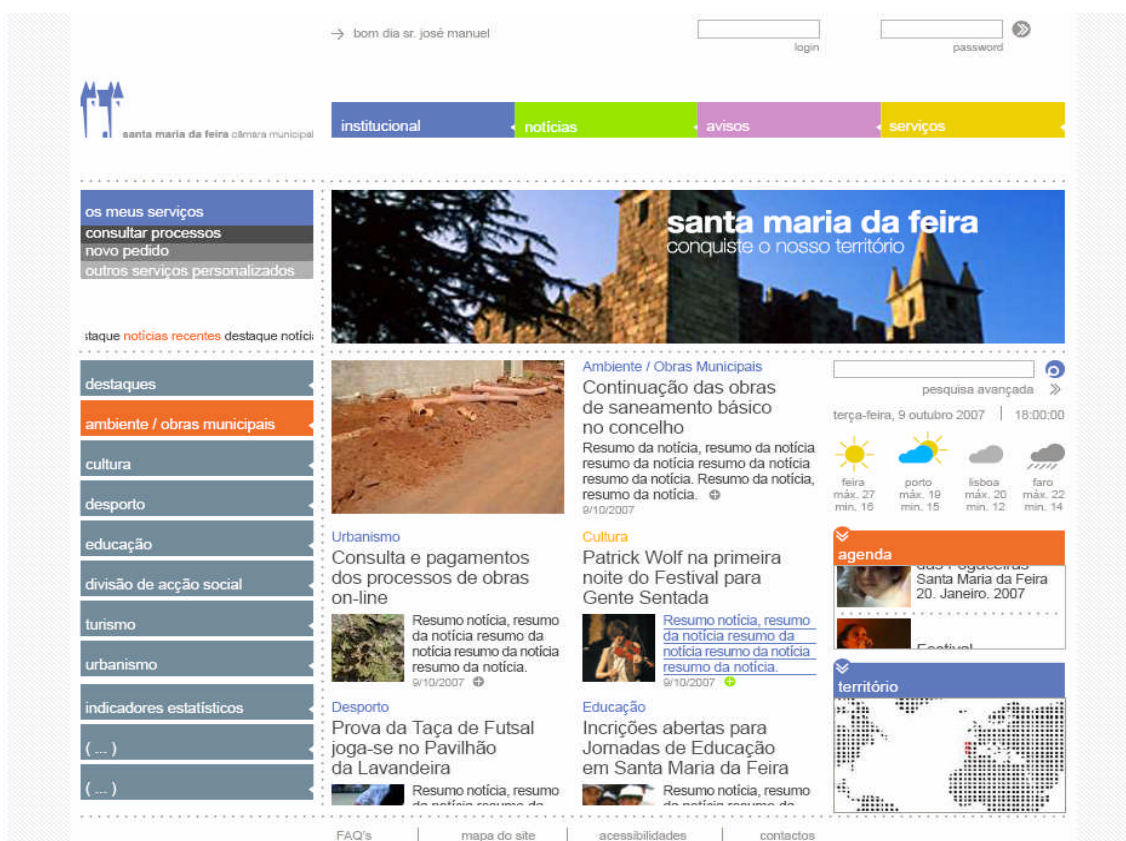 bom dia sr. josé manuel
login
password
santa maria da feira câmara municipal
institucional
notícias
avisos
serviços
os meus serviços
consultar processos
novo pedido
outros serviços personalizados
santa maria da feira
conquiste o nosso território
staque notícias recentes destaque notíci
destaques
ambiente / obras municipais
cultura
desporto
educação
divisão de acção social
turismo
urbanismo
indicadores estatísticos
( ... )
( ... )
Ambiente / Obras Municipais
Continuação das obras
de saneamento básico
no concelho
Resumo da notícia, resumo da notícia
resumo da notícia resumo da notícia
resumo da notícia. Resumo da notícia,
resumo da notícia.
9/10/2007
Urbanismo
Consulta e pagamentos
dos processos de obras
on-line
Resumo notícia, resumo
da notícia resumo da
notícia resumo da notícia
resumo da notícia.
9/10/2007
Cultura
Patrick Wolf na primeira
noite do Festival para
Gente Sentada
Resumo notícia, resumo
da notícia resumo da
notícia resumo da notícia
resumo da notícia.
9/10/2007
Desporto
Prova da Taça de Futsal
joga-se no Pavilhão
da Lavandeira
Resumo notícia, resumo
da notícia resumo da
Educação
Incrições abertas para
Jornadas de Educação
em Santa Maria da Feira
Resumo notícia, resumo
da notícia resumo da
pesquisa avançada
terça-feira, 9 outubro 2007 | 18:00:00
feira porto lisboa faro
máx. 27 máx. 19 máx. 20 máx. 22
min. 16 min. 15 min. 12 min. 14
agenda
das Fogaceiras
Santa Maria da Feira
20. Janeiro. 2007
Festival
território
FAQ's | mapa do site | acessibilidades | contactos